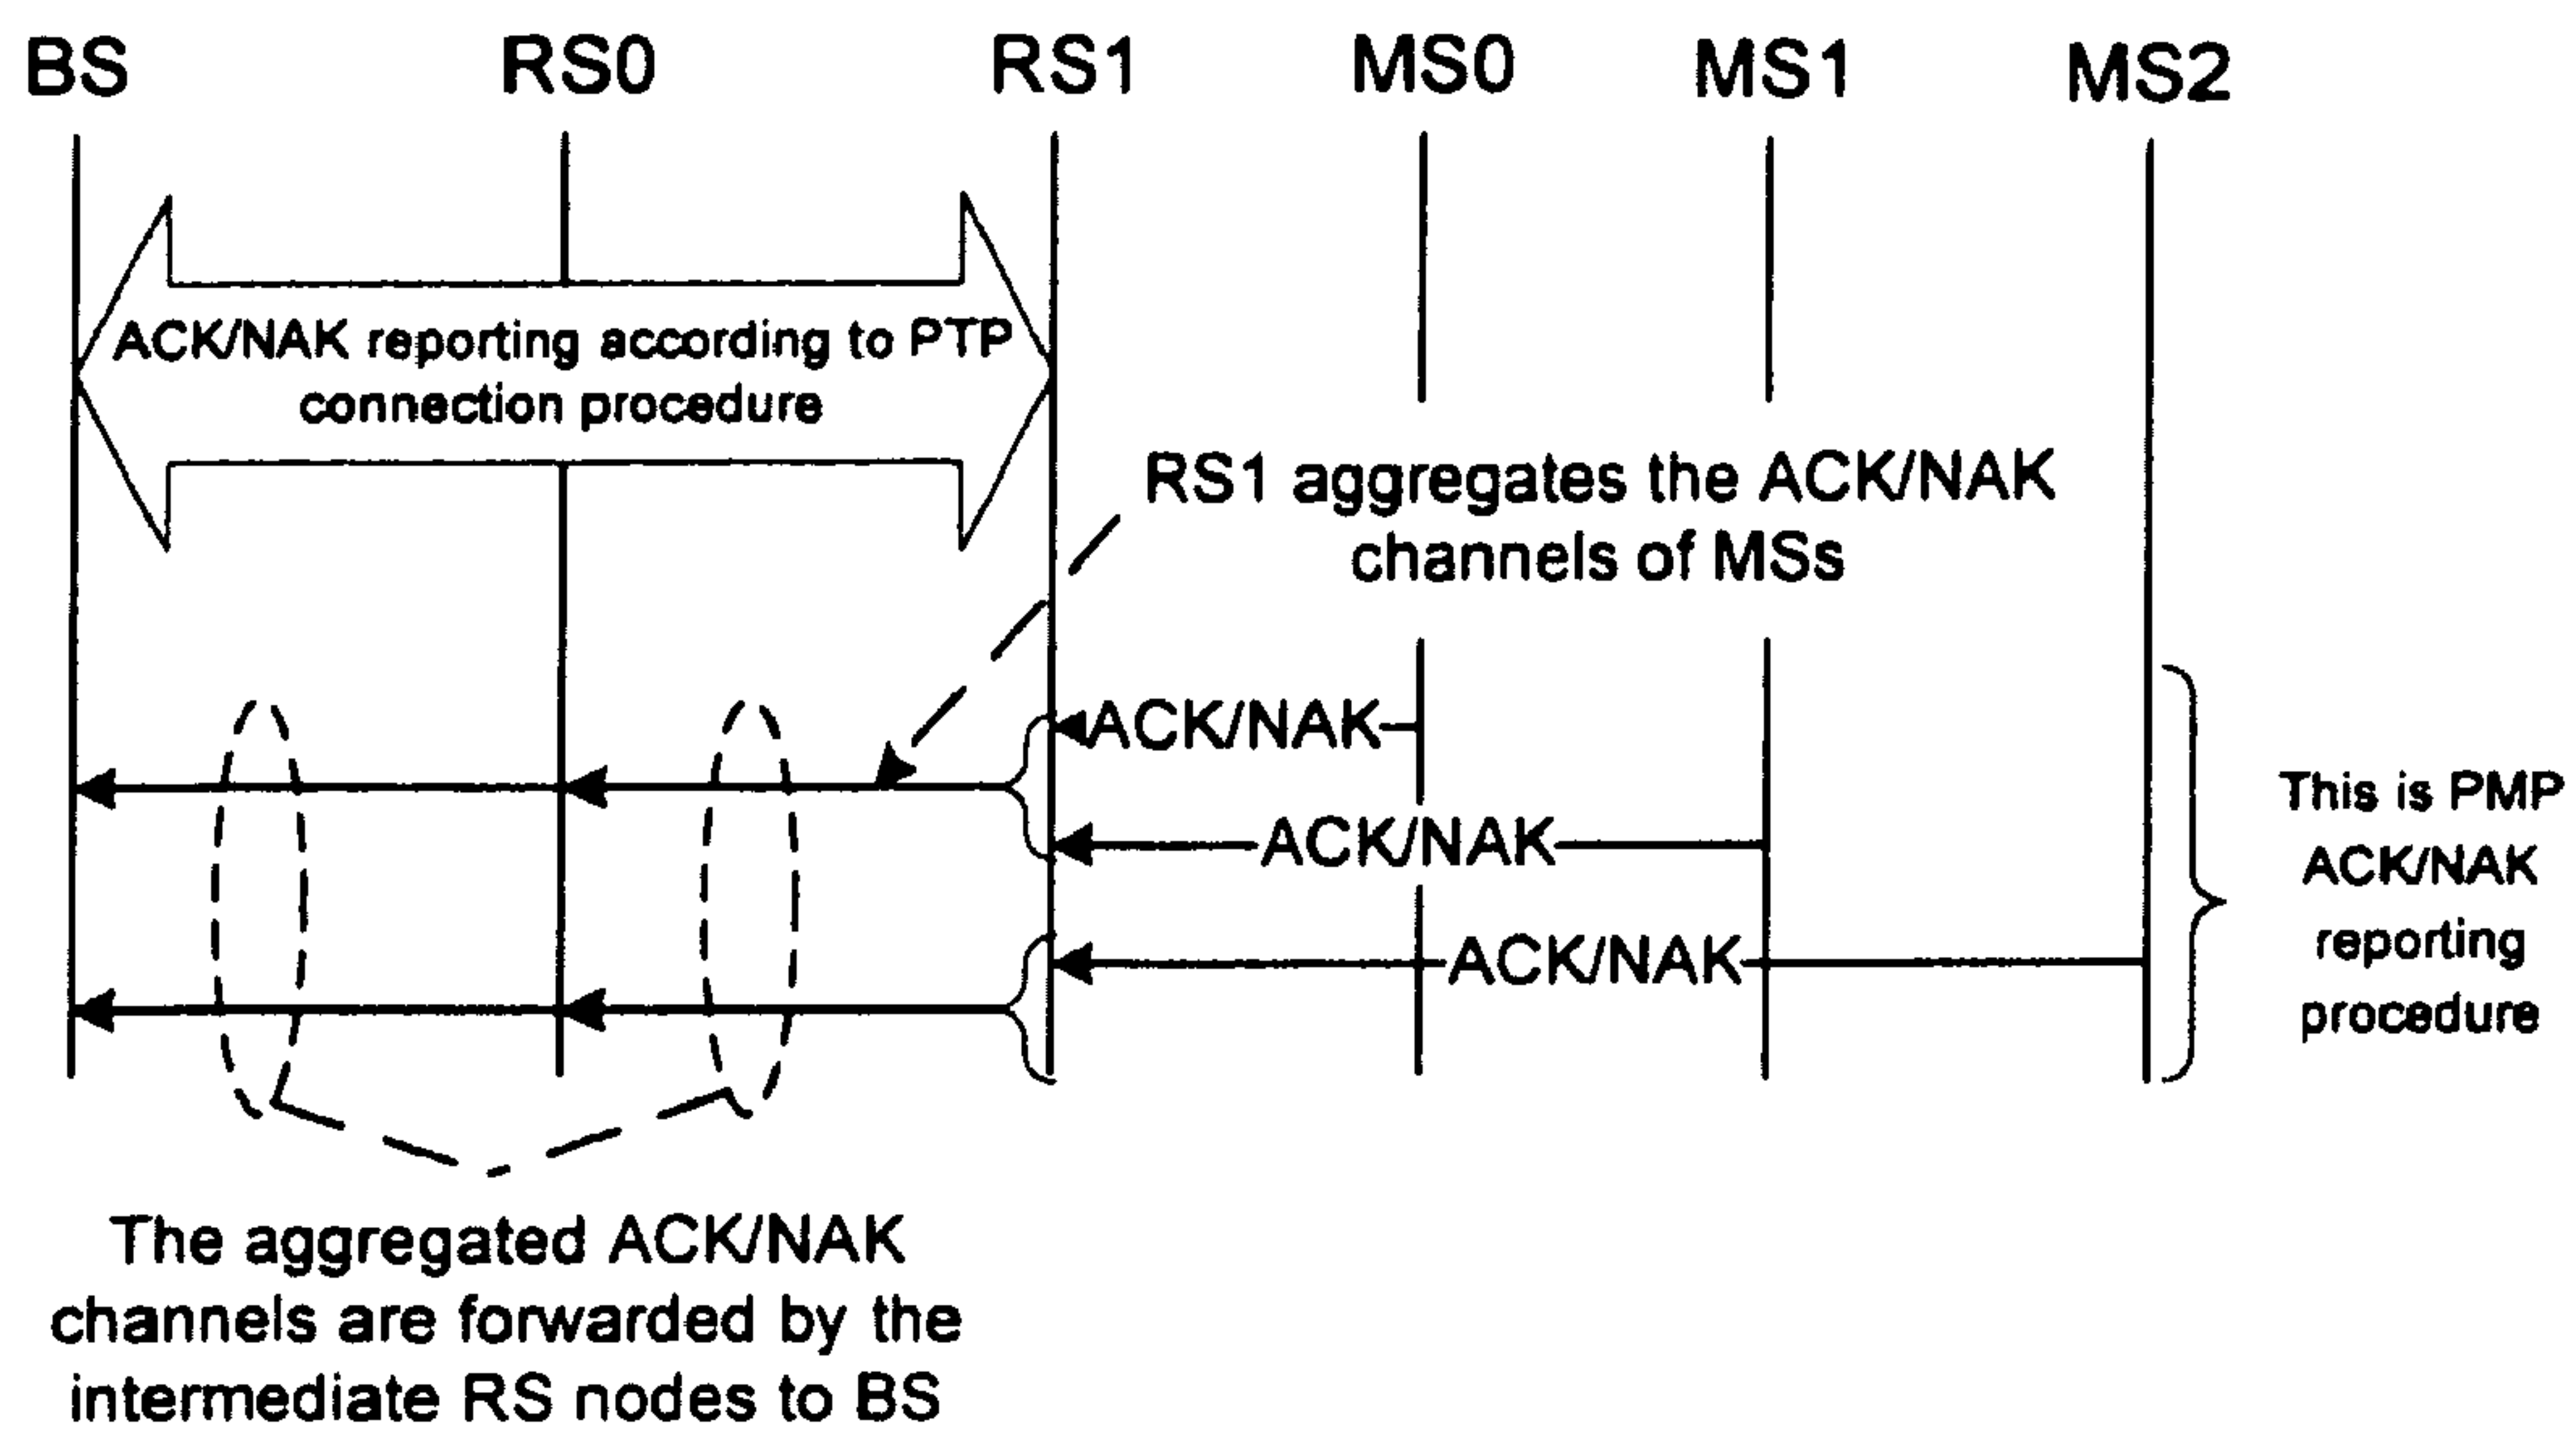 BS RS0 RS1 MS0 MS1 MS2
ACK/NAK reporting according to PTP
connection procedure
RS1 aggregates the ACK/NAK
channels of MSs
ACK/NAK
ACK/NAK
ACK/NAK
This is PMP
ACK/NAK
reporting
procedure
The aggregated ACK/NAK
channels are forwarded by the
intermediate RS nodes to BS